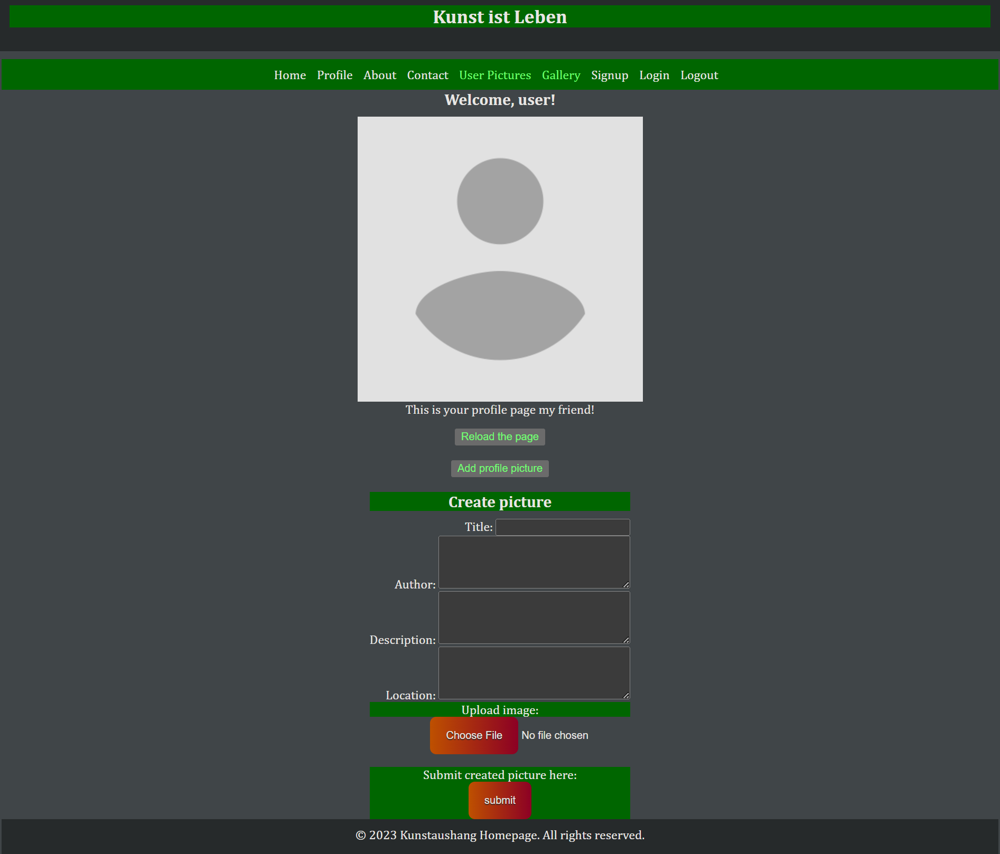 Kunst ist Leben
Home Profile About Contact User Pictures Gallery Signup Login Logout
Welcome, user!
This is your profile page my friend!
Reload the page
Add profile picture
Create picture
Title:
Author:
Description:
Location:
Upload image:
Choose File No file chosen
Submit created picture here:
submit
© 2023 Kunstaushang Homepage. All rights reserved.